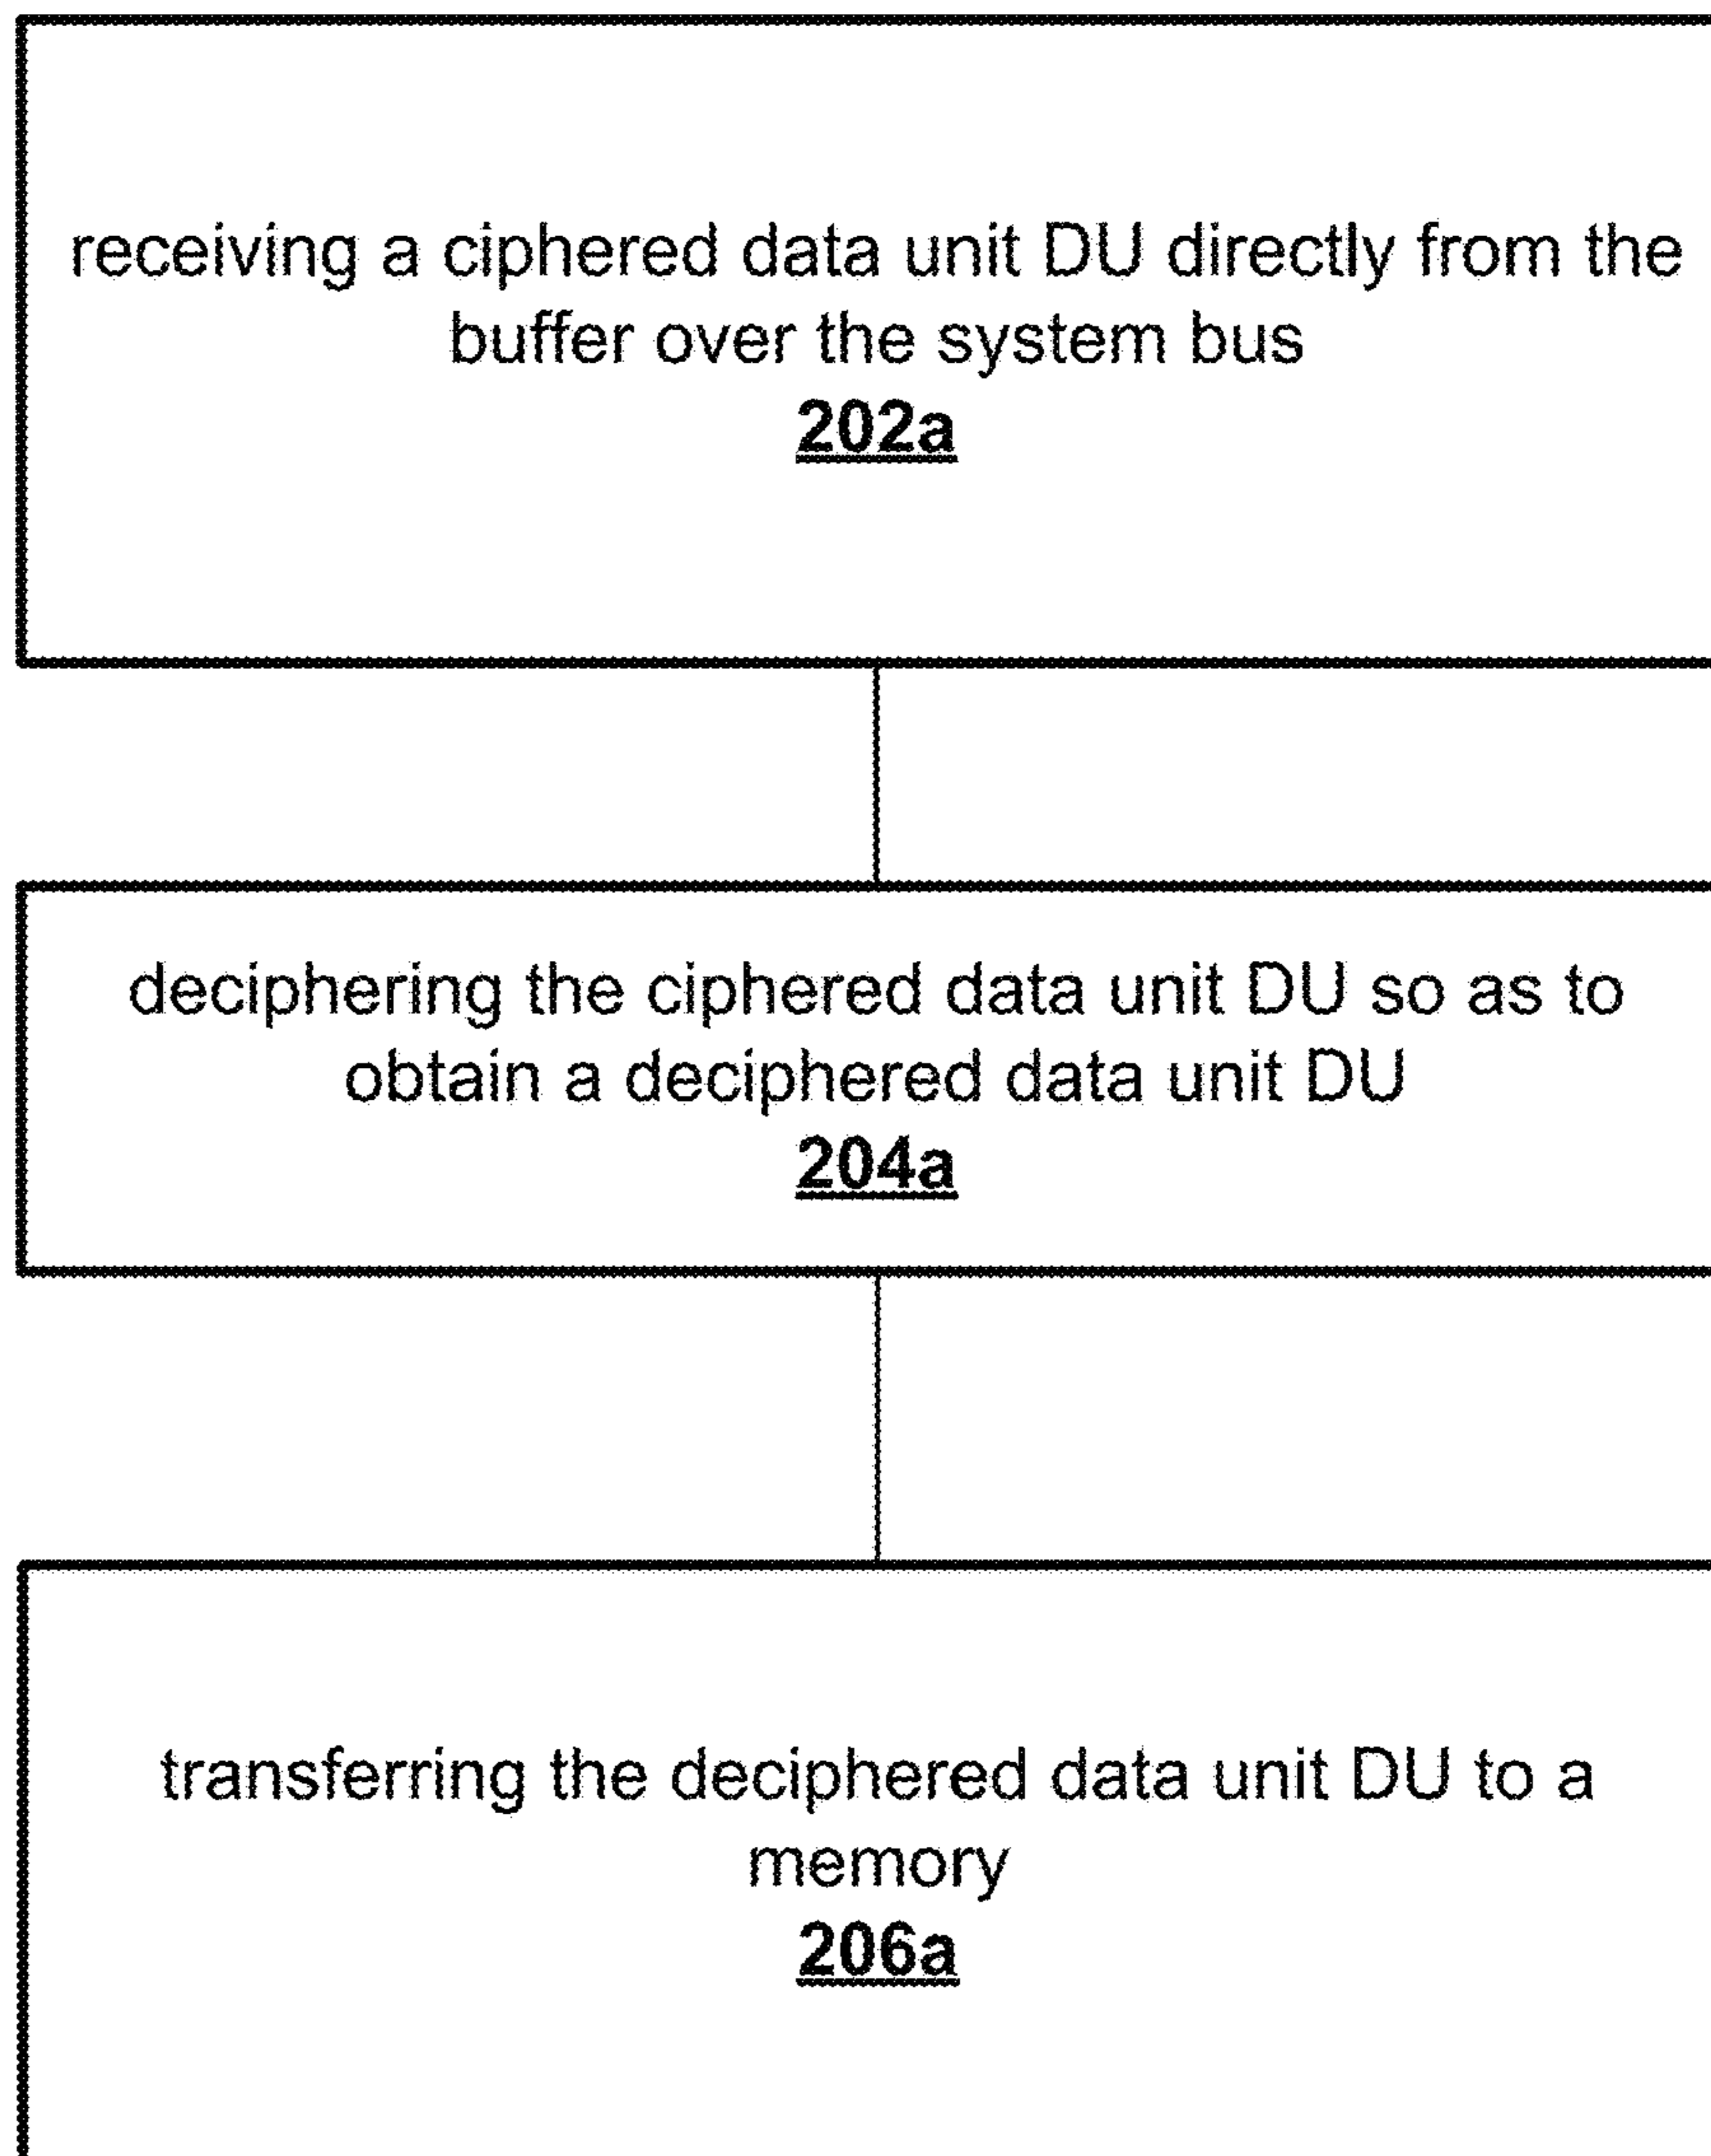 receiving a ciphered data unit DU directly from the
buffer over the system bus
202a
deciphering the ciphered data unit DU so as to
obtain a deciphered data unit DU
204a
transferring the deciphered data unit DU to a
memory
206a